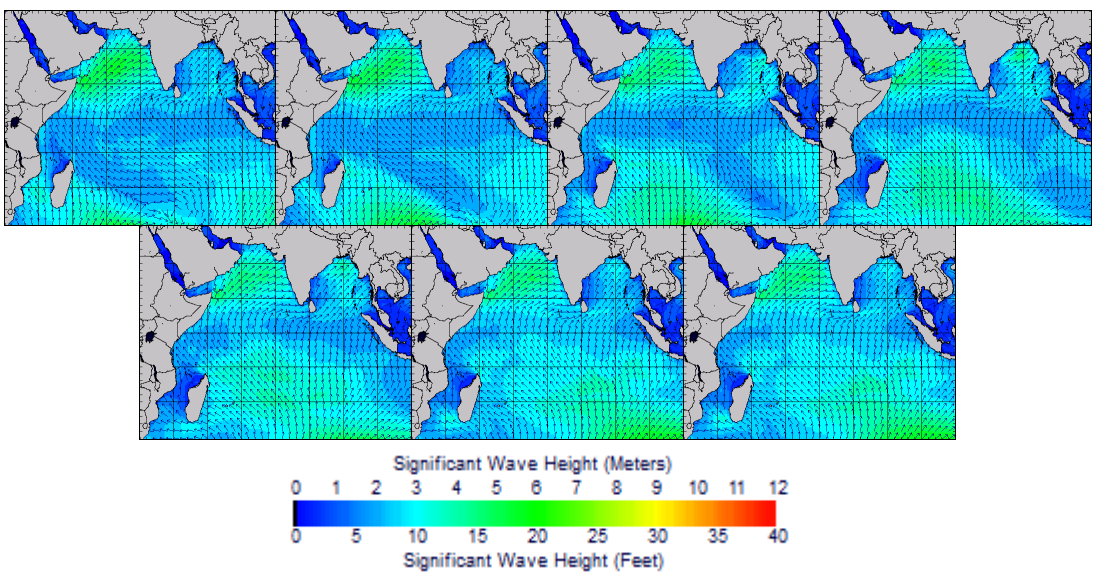 Significant Wave Height (Meters)
0 1 2 3 4 5 6 7 8 9 10 11 12
0 5 10 15 20 25 30 35 40
Significant Wave Height (Feet)